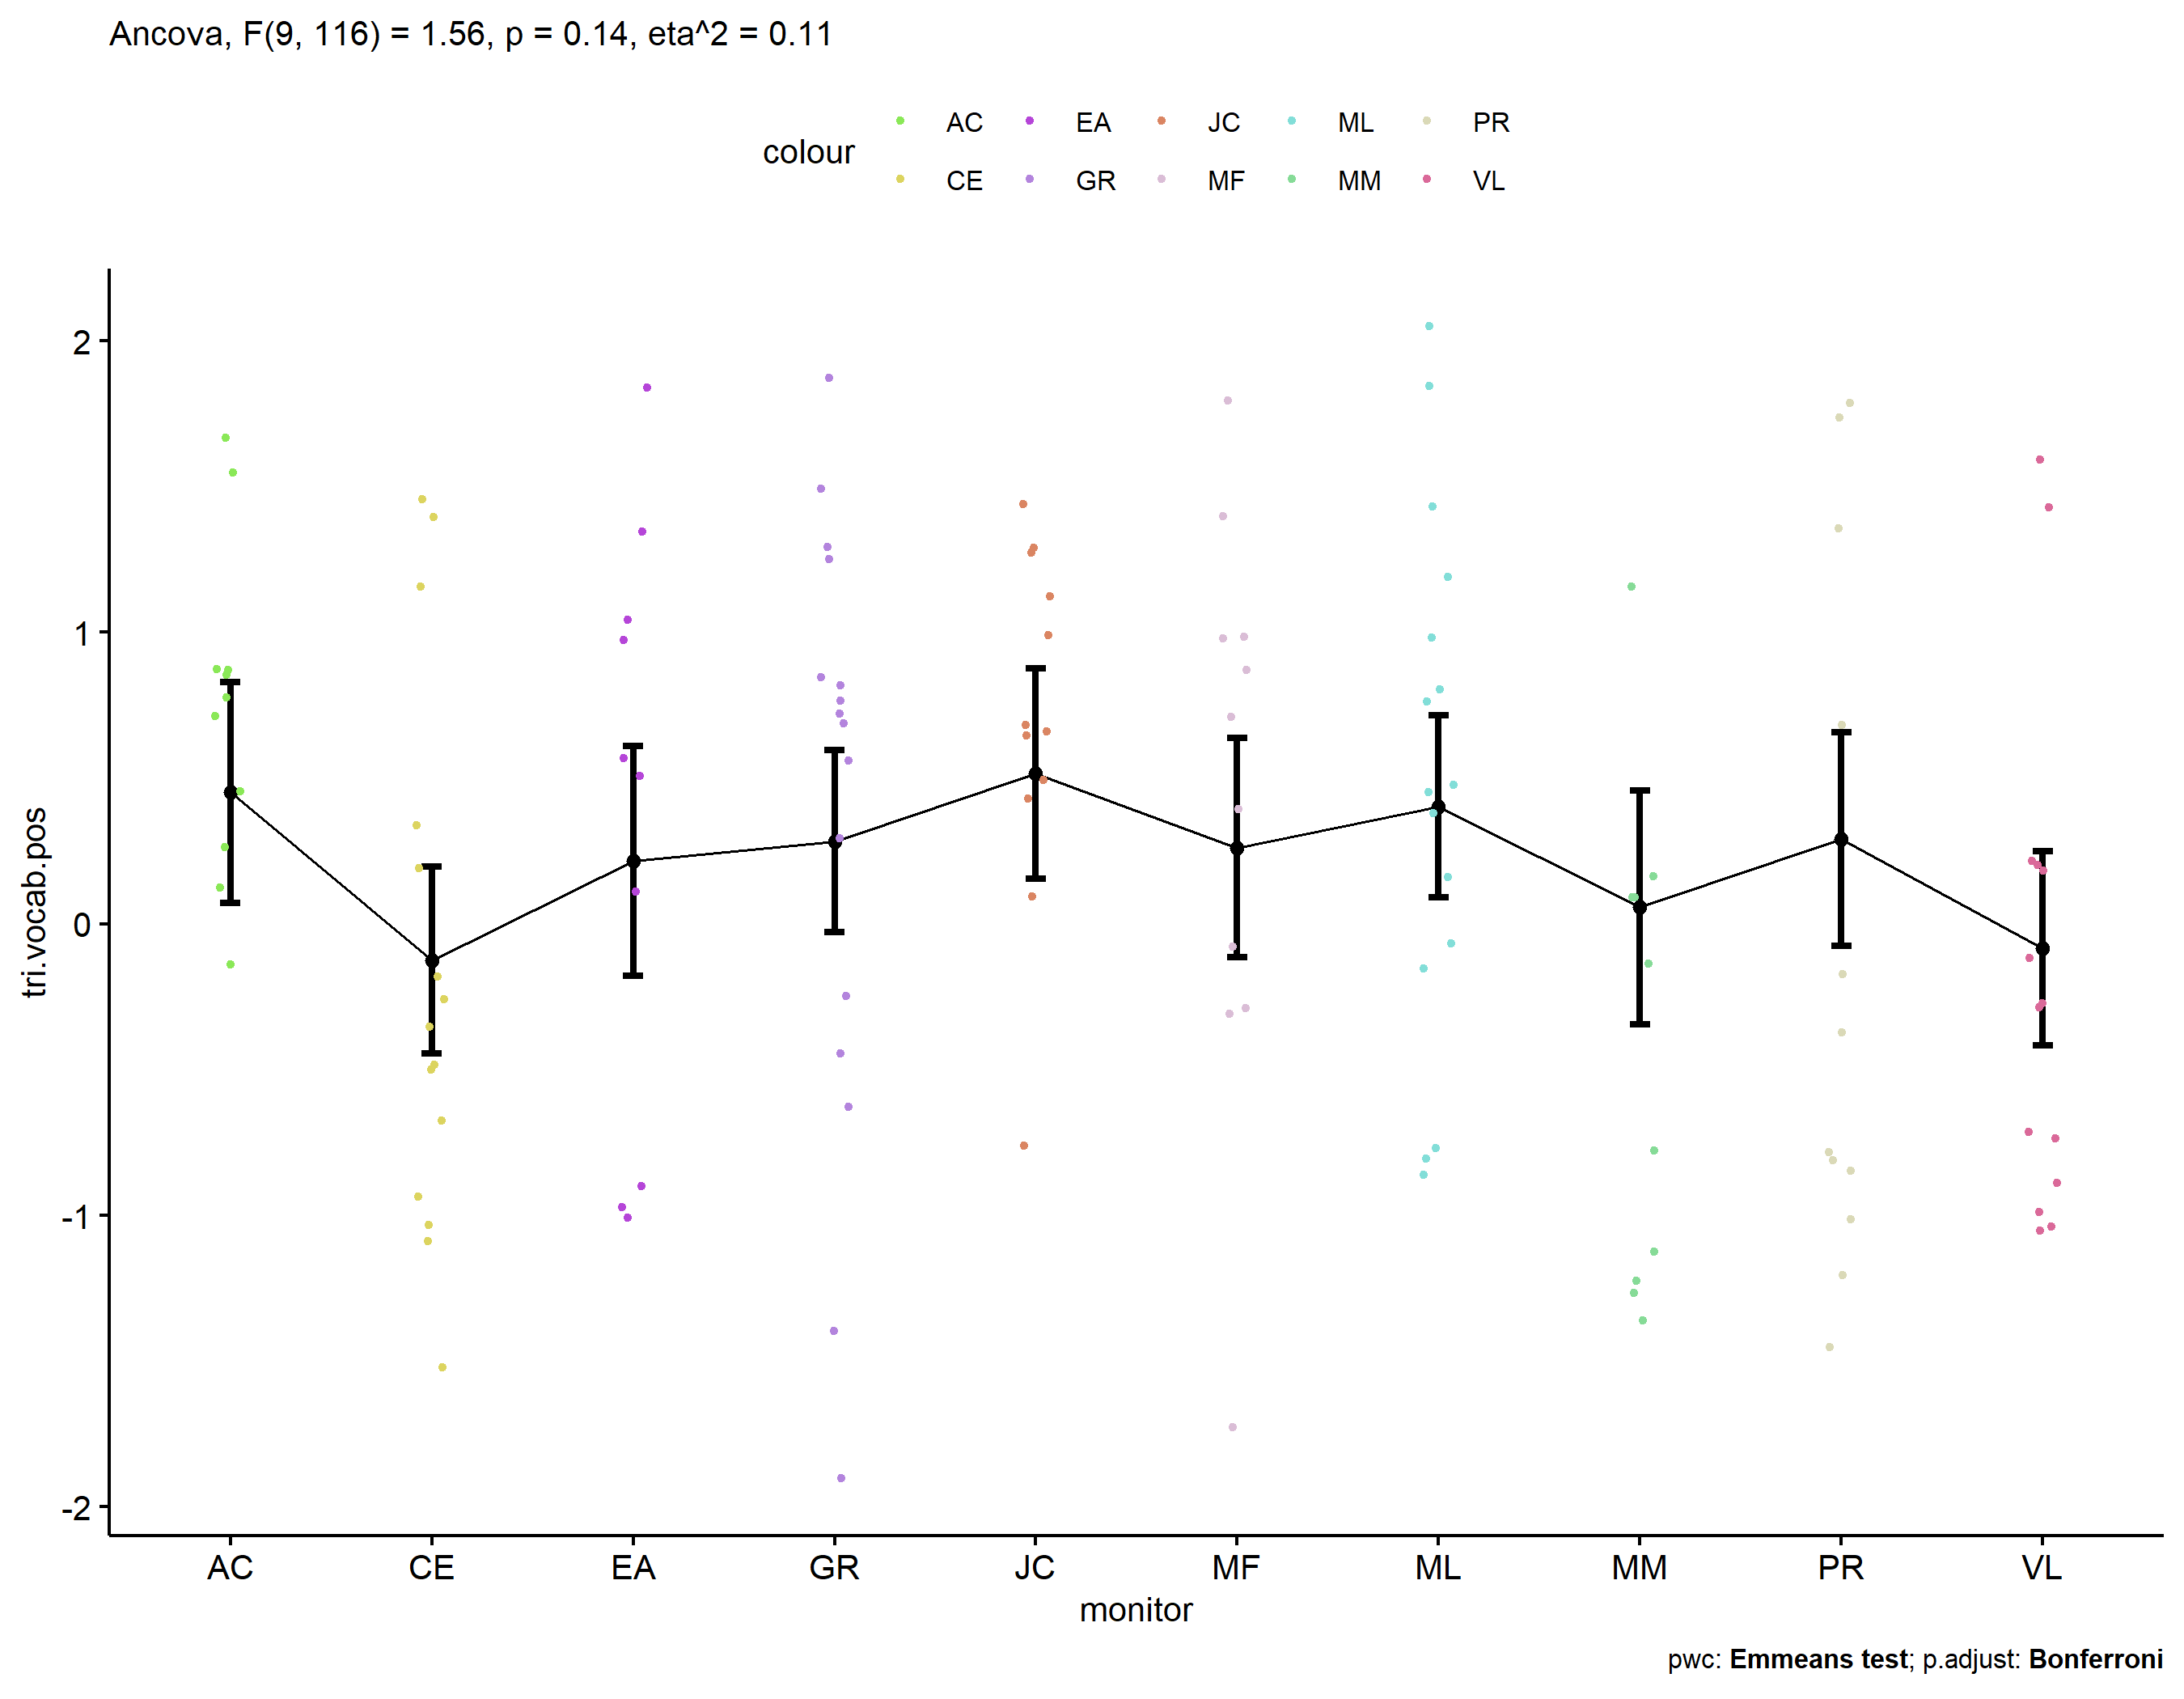 Ancova, F(9, 116) = 1.56, p = 0.14, eta^2 = 0.11
AC EA JC ML PR
colour
CE GR MF MM VL
2
1
0
-1
-2
tri.vocab.pos
AC CE EA GR JC MF ML MM PR VL
monitor
pwc: Emmeans test; p.adjust: Bonferroni